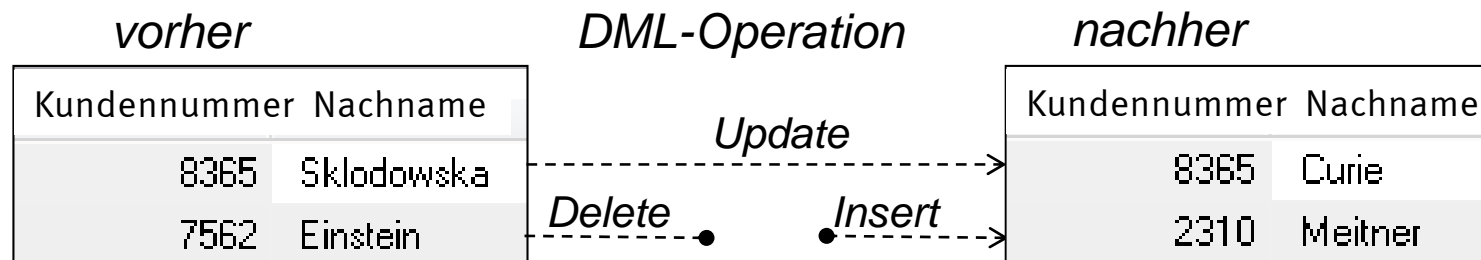 vorher DML-Operation nachher
Kundennummer Nachname Kundennummer Nachname
Update
8365 Sklodowska 8365 Curie
Delete Insert
7562 Einstein 2310 Meitner